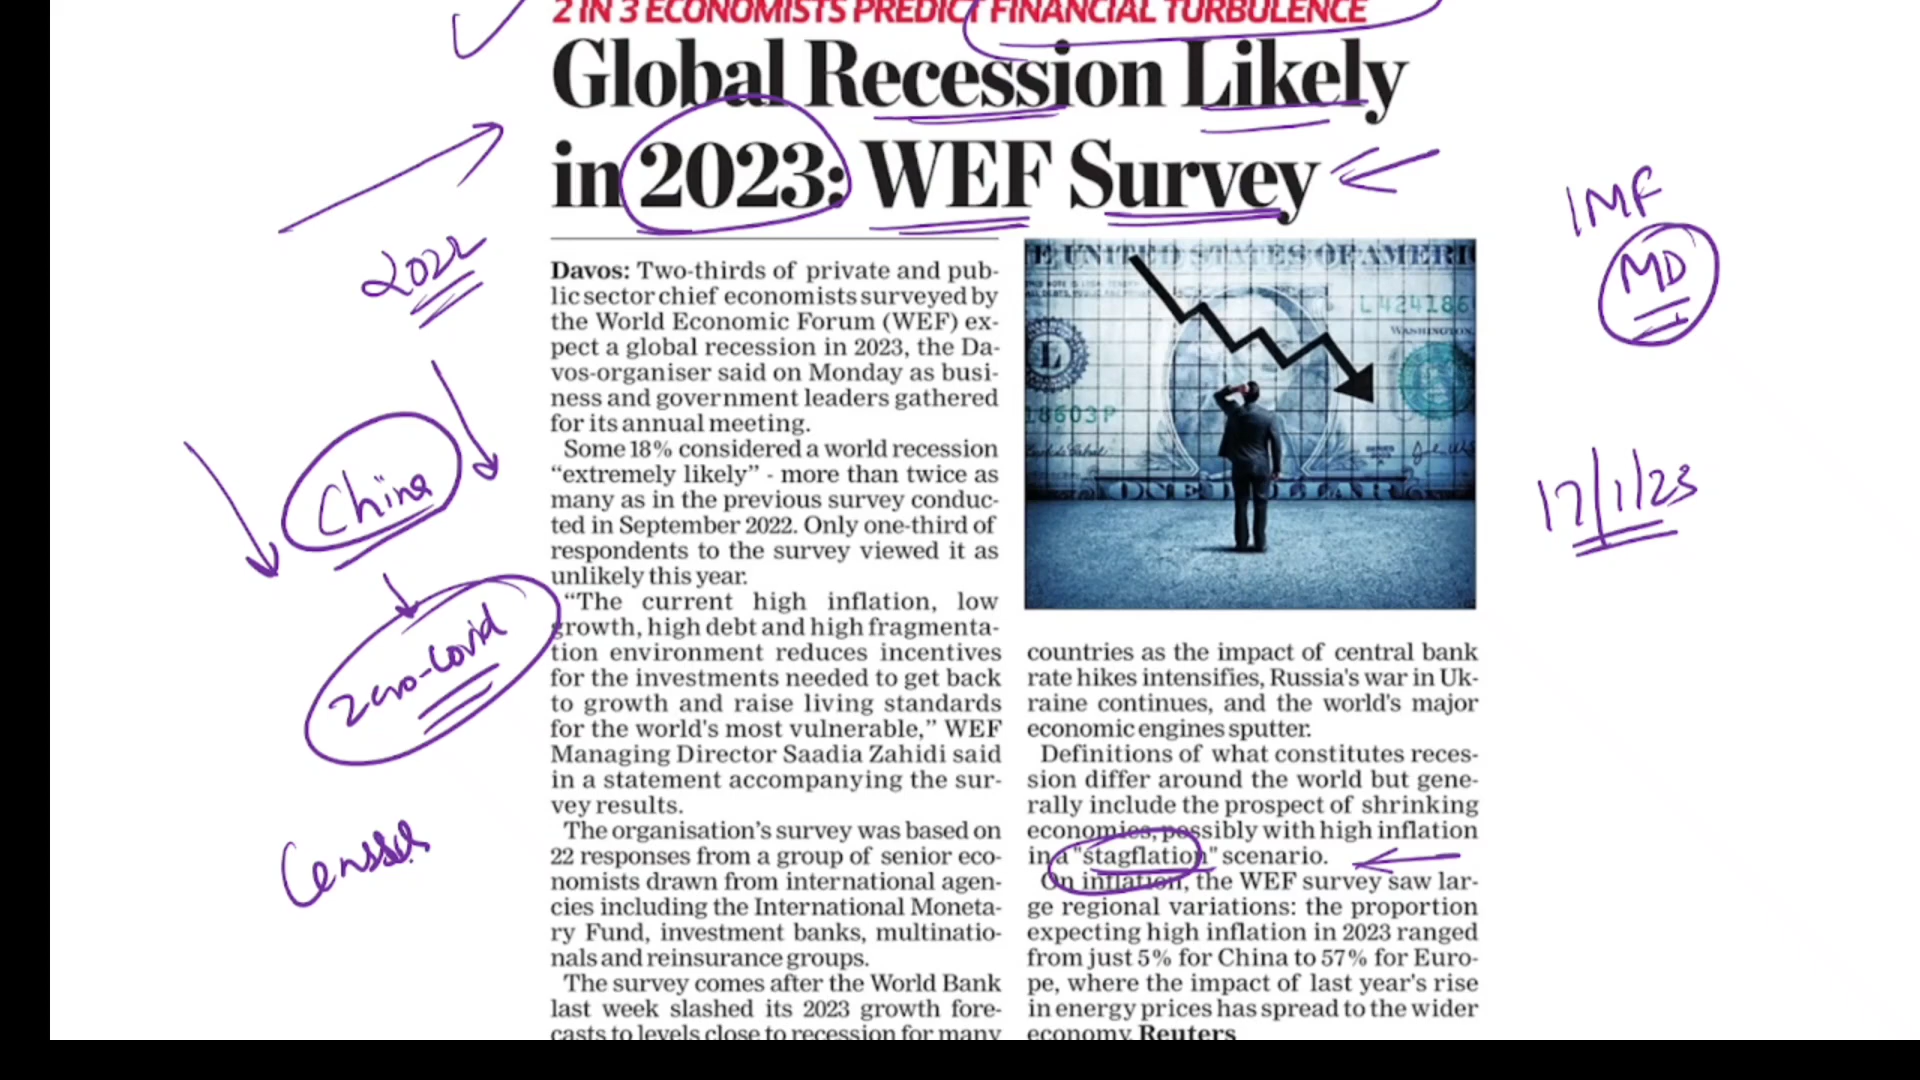 2 IN 3 ECONOMISTS PREDICT FINANCIAL TURBULENCE
Global Recession Likely
in 2023: WEF Survey
Davos: Two-thirds of private and pub-
lic sector chief economists surveyed by
the World Economic Forum (WEF) ex-
pect a global recession in 2023, the Da-
vos-organiser said on Monday as busi-
ness and government leaders gathered
for its annual meeting.
Some 18% considered a world recession
“extremely likely” - more than twice as
many as in the previous survey conduc-
ted in September 2022. Only one-third of
respondents to the survey viewed it as
unlikely this year.
“The current high inflation, low
growth, high debt and high fragmenta-
tion environment reduces incentives
for the investments needed to get back
to growth and raise living standards
for the world's most vulnerable,” WEF
Managing Director Saadia Zahidi said
in a statement accompanying the sur-
vey results.
The organisation’s survey was based on
22 responses from a group of senior eco-
nomists drawn from international agen-
cies including the International Moneta-
ry Fund, investment banks, multinatio-
nals and reinsurance groups.
The survey comes after the World Bank
last week slashed its 2023 growth fore-
casts to levels close to recession for many
countries as the impact of central bank
rate hikes intensifies, Russia's war in Uk-
raine continues, and the world's major
economic engines sputter.
Definitions of what constitutes reces-
sion differ around the world but gene-
rally include the prospect of shrinking
economies, possibly with high inflation
in a "stagflation" scenario.
On inflation, the WEF survey saw lar-
ge regional variations: the proportion
expecting high inflation in 2023 ranged
from just 5% for China to 57% for Euro-
pe, where the impact of last year's rise
in energy prices has spread to the wider
economy. Reuters
2022
China
zero-covid
IMF
MD
17/1/23